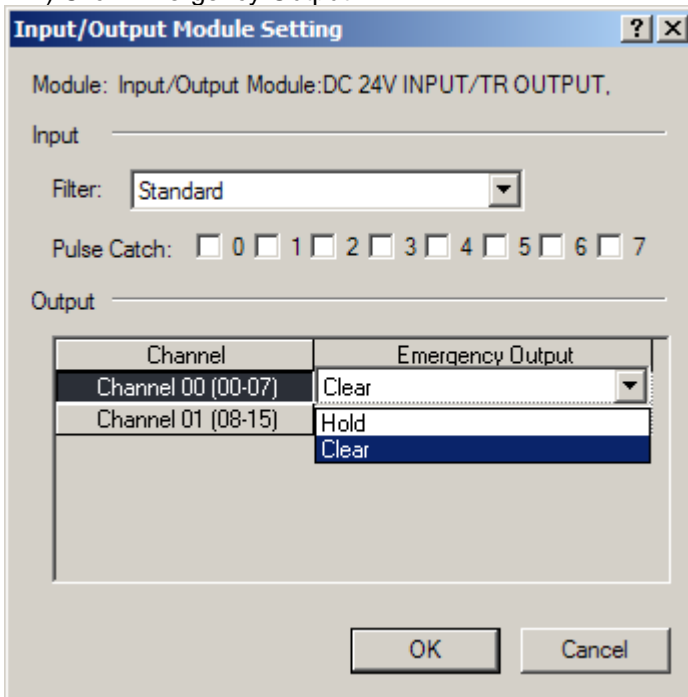 Input/Output Module Setting
Module: Input/Output Module:DC 24V INPUT/TR OUTPUT,
Input
Filter: Standard
Pulse Catch: 0 1 2 3 4 5 6 7
Output
Channel Emergency Output
Channel 00 (00-07) Clear
Channel 01 (08-15) Hold
Clear
OK Cancel